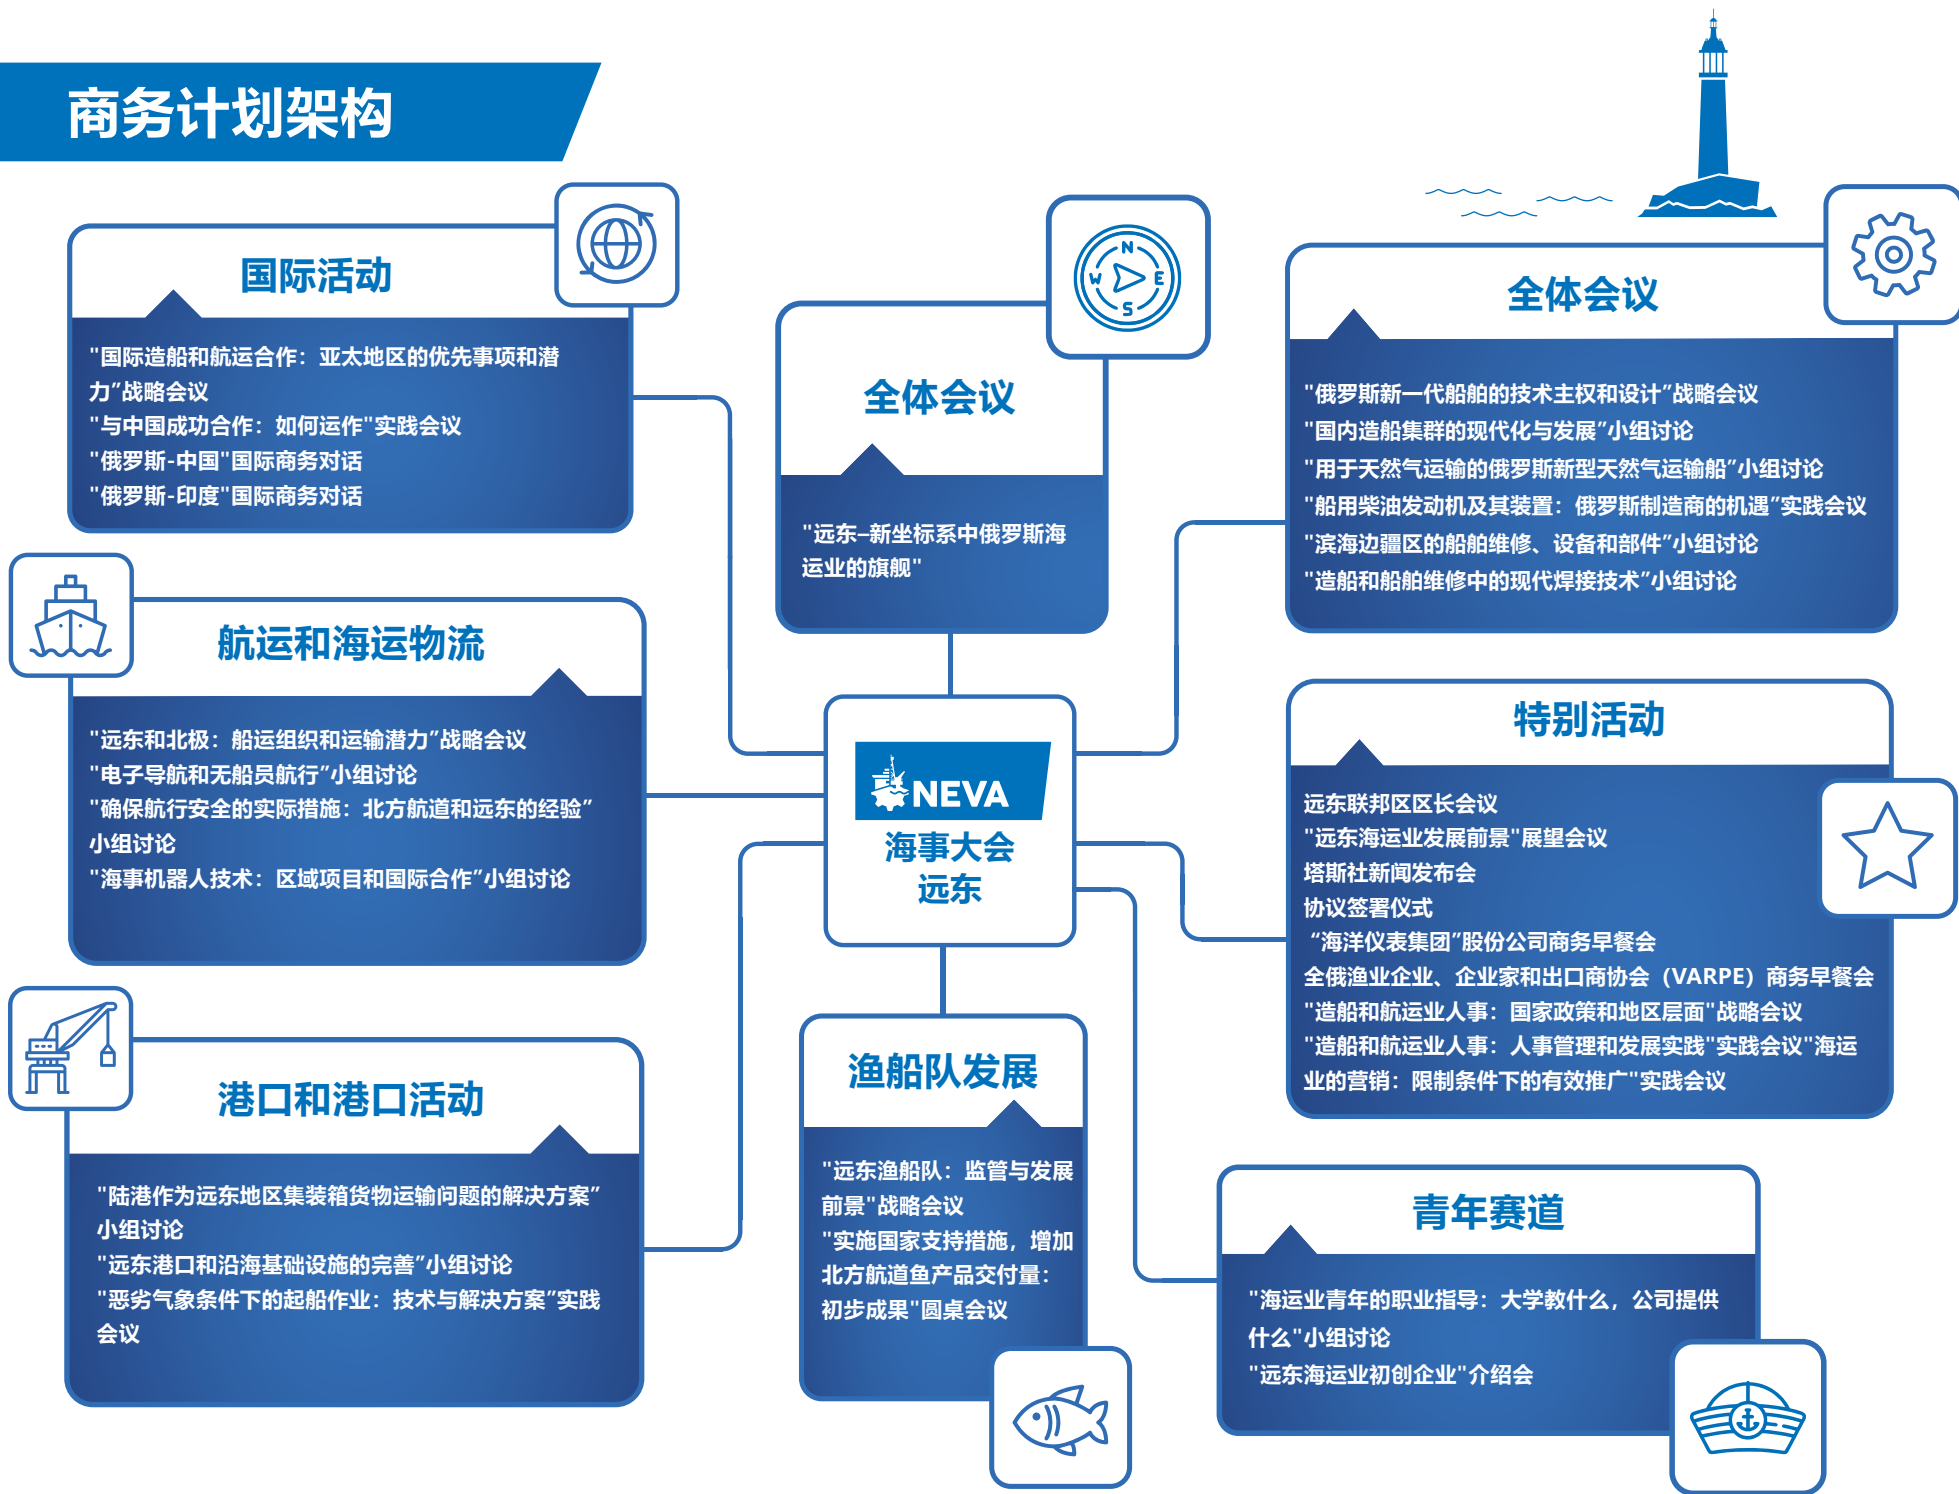 商务计划架构
国际活动
"国际造船和航运合作：亚太地区的优先事项和潜
力”战略会议
"与中国成功合作：如何运作"实践会议
"俄罗斯-中国"国际商务对话
"俄罗斯-印度"国际商务对话
N
W
E
S
全体会议
"远东–新坐标系中俄罗斯海
运业的旗舰"
全体会议
"俄罗斯新一代船舶的技术主权和设计”战略会议
"国内造船集群的现代化与发展”小组讨论
"用于天然气运输的俄罗斯新型天然气运输船”小组讨论
"船用柴油发动机及其装置：俄罗斯制造商的机遇”实践会议
"滨海边疆区的船舶维修、设备和部件”小组讨论
"造船和船舶维修中的现代焊接技术”小组讨论
航运和海运物流
"远东和北极：船运组织和运输潜力”战略会议
"电子导航和无船员航行”小组讨论
"确保航行安全的实际措施：北方航道和远东的经验”
小组讨论
"海事机器人技术：区域项目和国际合作”小组讨论
NEVA
海事大会
远东
特别活动
远东联邦区区长会议
"远东海运业发展前景"展望会议
塔斯社新闻发布会
协议签署仪式
“海洋仪表集团”股份公司商务早餐会
全俄渔业企业、企业家和出口商协会（VARPE）商务早餐会
"造船和航运业人事：国家政策和地区层面"战略会议
"造船和航运业人事：人事管理和发展实践"实践会议"海运
业的营销：限制条件下的有效推广"实践会议
港口和港口活动
"陆港作为远东地区集装箱货物运输问题的解决方案”
小组讨论
"远东港口和沿海基础设施的完善”小组讨论
"恶劣气象条件下的起船作业：技术与解决方案”实践
会议
渔船队发展
"远东渔船队：监管与发展
前景"战略会议
"实施国家支持措施，增加
北方航道鱼产品交付量：
初步成果"圆桌会议
青年赛道
"海运业青年的职业指导：大学教什么，公司提供
什么"小组讨论
"远东海运业初创企业"介绍会